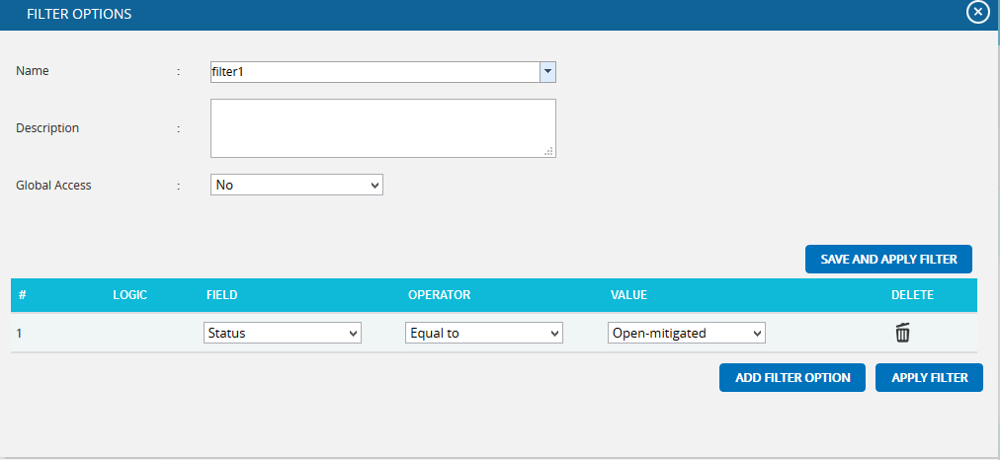 FILTER OPTIONS
Name : filter1
Description :
Global Access : No
SAVE AND APPLY FILTER
# LOGIC FIELD OPERATOR VALUE DELETE
1 Status Equal to Open-mitigated
ADD FILTER OPTION APPLY FILTER